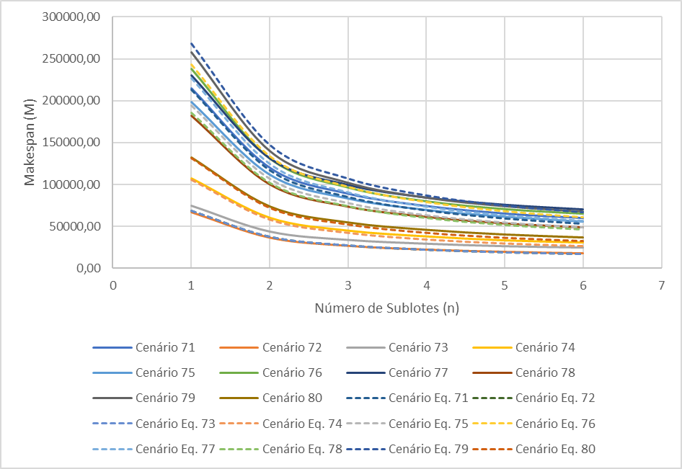 300000,00
250000,00
200000,00
150000,00
100000,00
50000,00
0,00
Makespan (M)
0 1 2 3 4 5 6 7
Número de Sublotes (n)
Cenário 71 Cenário 72 Cenário 73 Cenário 74
Cenário 75 Cenário 76 Cenário 77 Cenário 78
Cenário 79 Cenário 80 Cenário Eq. 71 Cenário Eq. 72
Cenário Eq. 73 Cenário Eq. 74 Cenário Eq. 75 Cenário Eq. 76
Cenário Eq. 77 Cenário Eq. 78 Cenário Eq. 79 Cenário Eq. 80